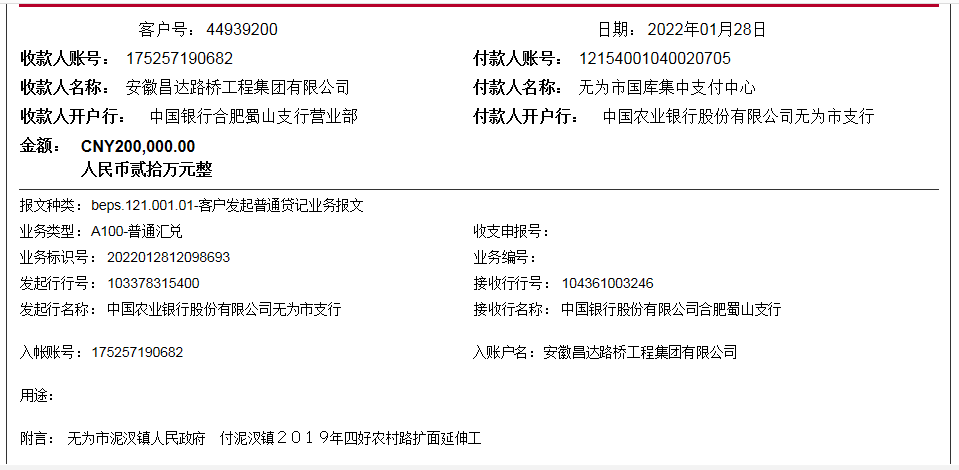 客户号：44939200 日期：2022年01月28日
收款人账号：175257190682 付款人账号：12154001040020705
收款人名称：安徽昌达路桥工程集团有限公司 付款人名称：无为市国库集中支付中心
收款人开户行：中国银行合肥蜀山支行营业部 付款人开户行：中国农业银行股份有限公司无为市支行
金额：CNY200,000.00
人民币贰拾万元整
报文种类：beps.121.001.01-客户发起普通贷记业务报文
业务类型：A100-普通汇兑 收支申报号：
业务标识号：2022012812098693 业务编号：
发起行行号：103378315400 接收行行号：104361003246
发起行名称：中国农业银行股份有限公司无为市支行 接收行名称：中国银行股份有限公司合肥蜀山支行
入帐账号：175257190682 入账户名：安徽昌达路桥工程集团有限公司
用途：
附言：无为市泥汊镇人民政府 付泥汊镇２０１９年四好农村路扩面延伸工